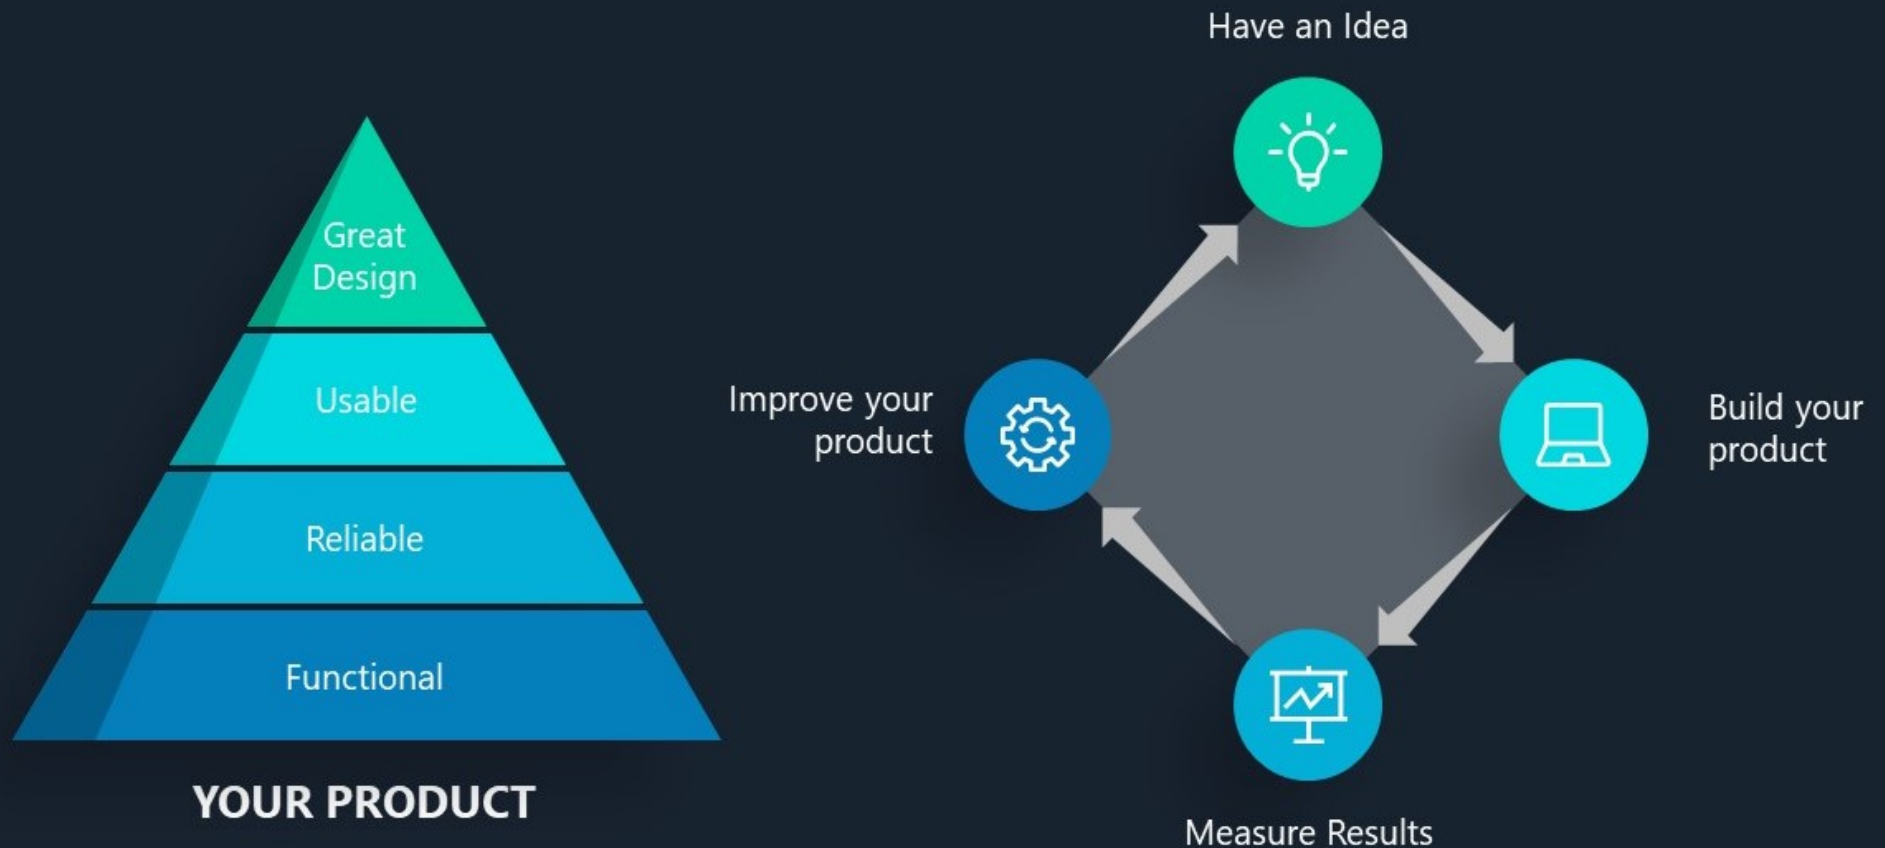 Great
Design
Usable
Reliable
Functional
YOUR PRODUCT
Have an Idea
Build your
product
Measure Results
Improve your
product